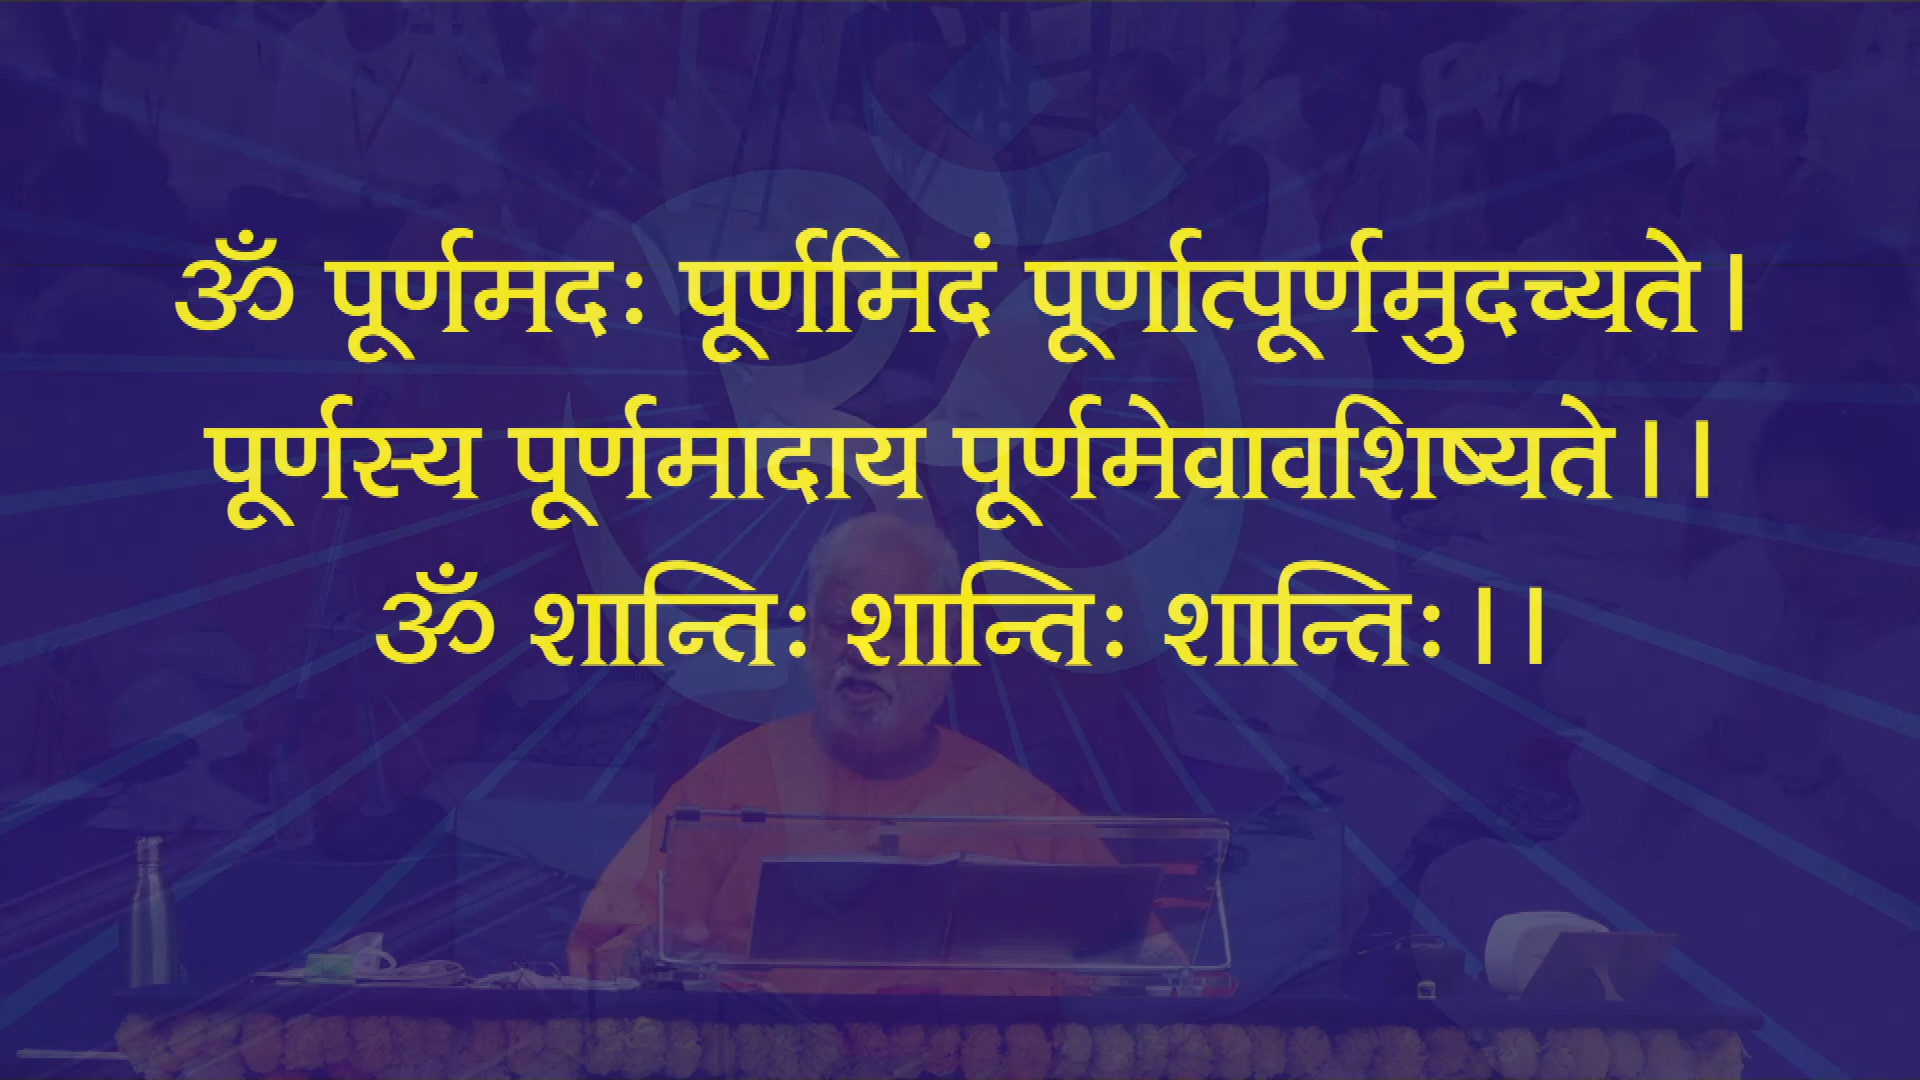 ॐ पूर्णमदः पूर्णमिदं पूर्णात्पूर्णमुदच्यते।
पूर्णस्य पूर्णमादाय पूर्णमेवावशिष्यते।।
ॐ शान्तिः शान्तिः शान्तिः।।